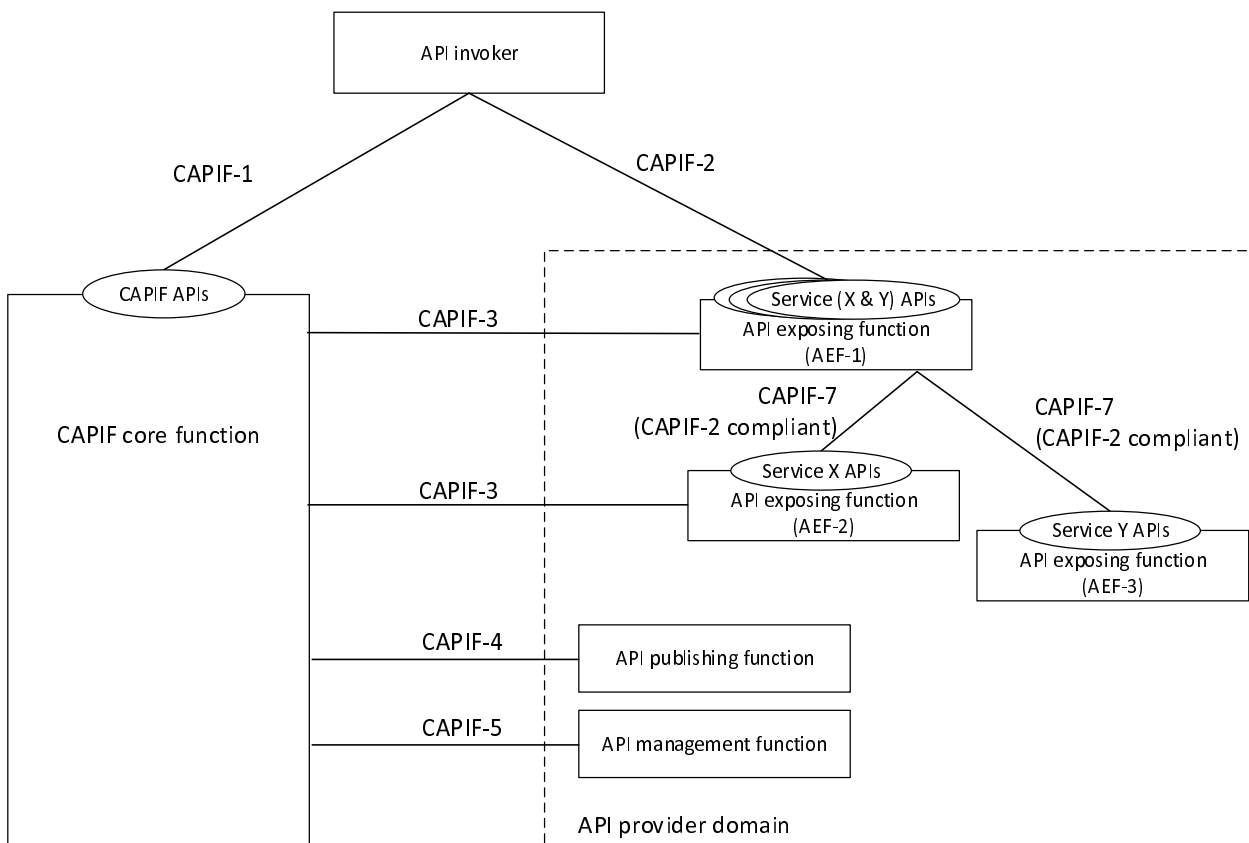 API invoker
CAPIF-1
CAPIF-2
CAPIF APIs
Service (X & Y) APIs
CAPIF-3
API exposing function
(AEF-1)
CAPIF-7
(CAPIF-2 compliant)
CAPIF-7
(CAPIF-2 compliant)
CAPIF core function
Service X APIs
CAPIF-3
API exposing function
(AEF-2)
Service Y APIs
API exposing function
(AEF-3)
CAPIF-4
API publishing function
CAPIF-5
API management function
API provider domain